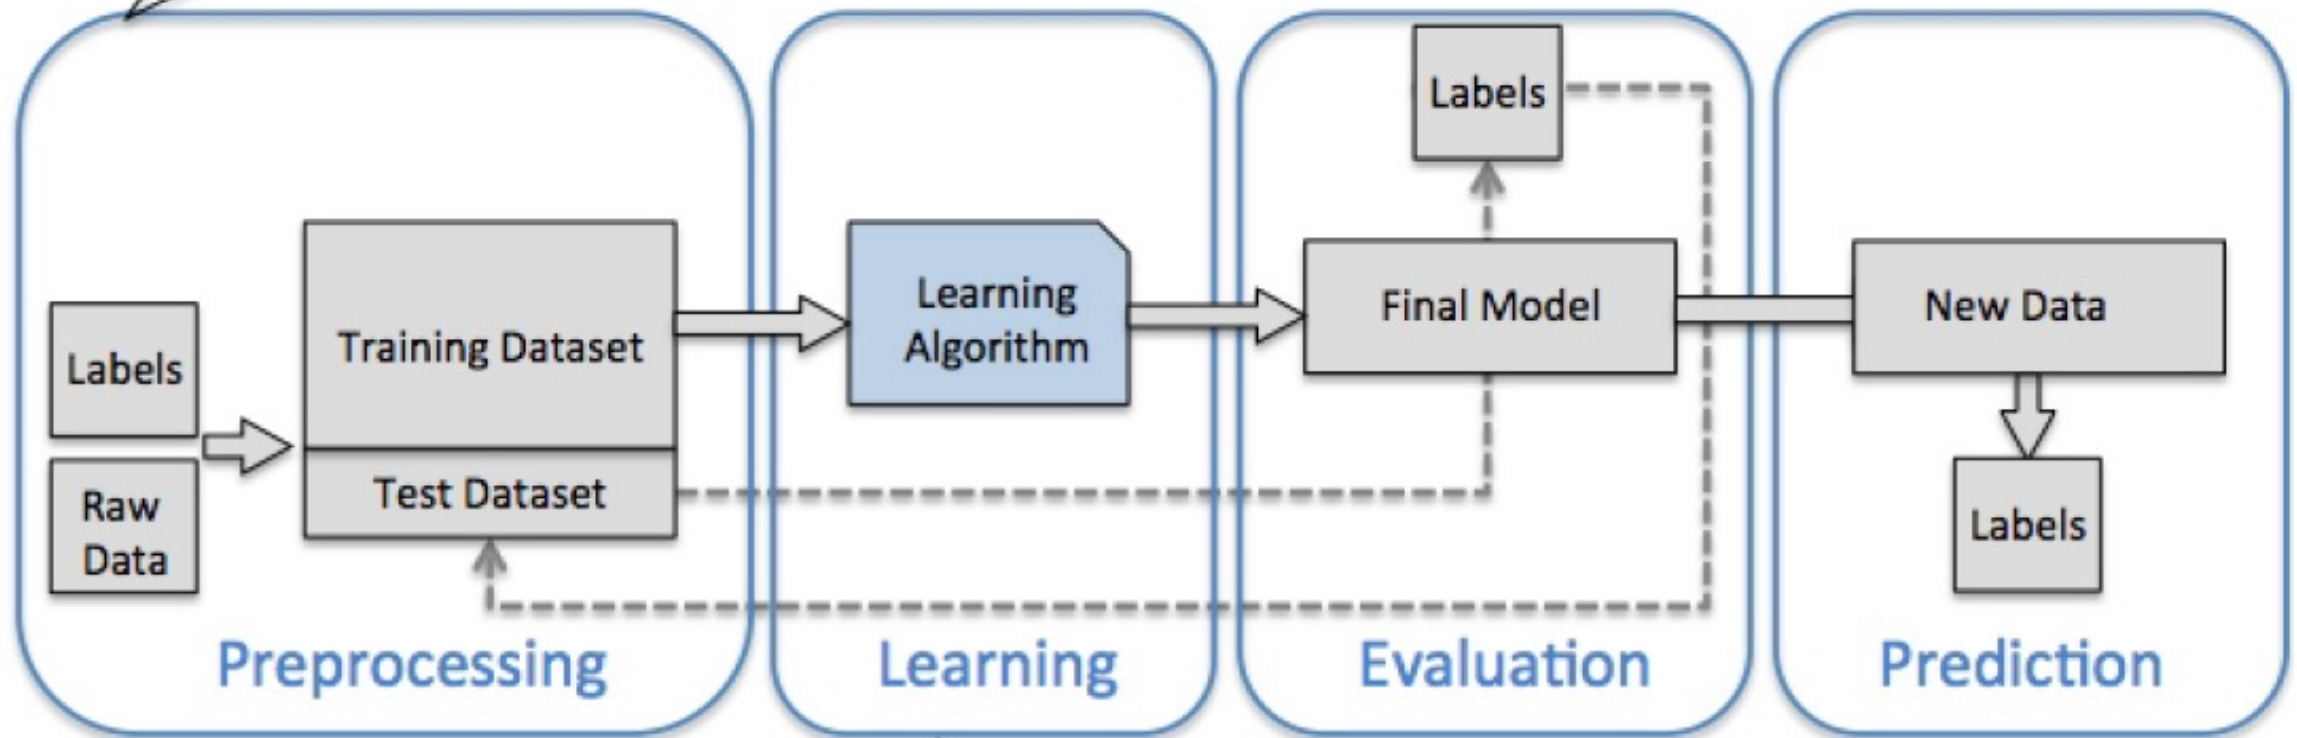 Labels
Raw
Data
Training Dataset
Test Dataset
Preprocessing
Learning
Algorithm
Learning
Labels
Final Model
Evaluation
New Data
Labels
Prediction